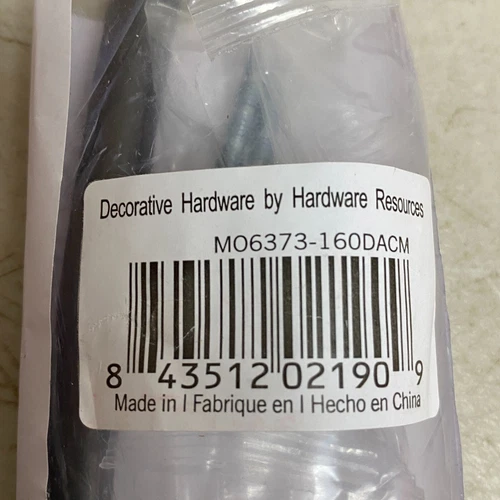 Decorative Hardware by Hardware Resources
MO6373-160DACM
8 43512 02190 9
Made in / Fabrique en / Hecho en China